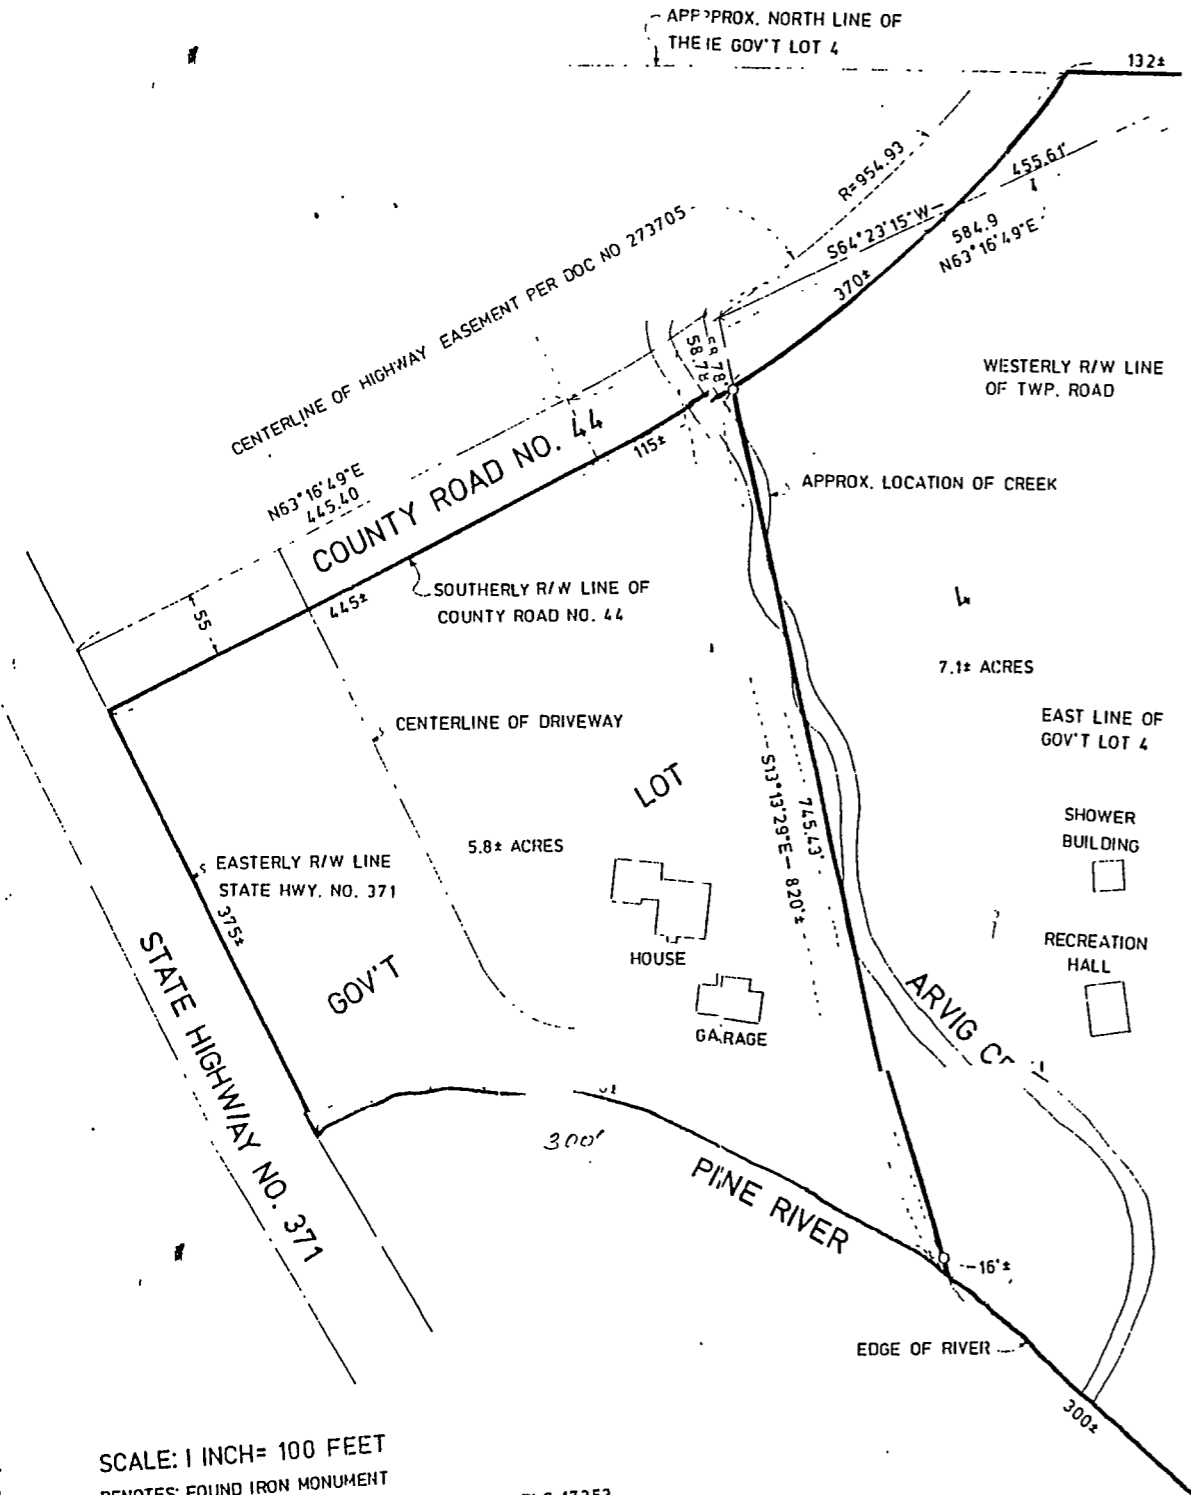 APPPROX. NORTH LINE OF
THEIE GOV'T LOT 4
132±
R=954.93
455.61'
S64°23'15"W
584.9
N63°16'49"E
370±
CENTERLINE OF HIGHWAY EASEMENT PER DOC NO 273705
58.78'
58.78
WESTERLY R/W LINE
OF TWP. ROAD
N63°16'49"E
445.40
COUNTY ROAD NO. 44
115±
APPROX. LOCATION OF CREEK
55
445±
SOUTHERLY R/W LINE OF
COUNTY ROAD NO. 44
4
7.1± ACRES
CENTERLINE OF DRIVEWAY
EAST LINE OF
GOV'T LOT 4
LOT
S13°13'29"E — 820'±
745.43'
SHOWER
BUILDING
5.8± ACRES
EASTERLY R/W LINE
STATE HWY. NO. 371
375±
HOUSE
RECREATION
HALL
GOV'T
GARAGE
ARVIG
STATE HIGHWAY NO. 371
300'
PINE RIVER
16'±
EDGE OF RIVER
300±
SCALE: 1 INCH= 100 FEET
DENOTES: FOUND IRON MONUMENT